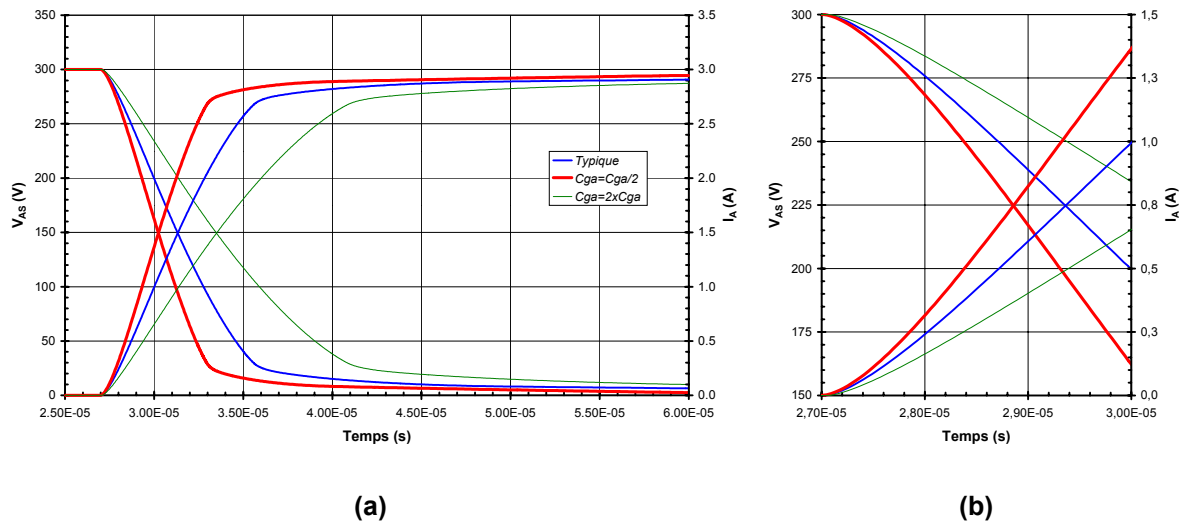 350
300
250
200
150
100
50
0
V_AS (V)
3.5
3.0
2.5
2.0
1.5
1.0
0.5
0.0
I_A (A)
2.50E-05 3.00E-05 3.50E-05 4.00E-05 4.50E-05 5.00E-05 5.50E-05 6.00E-05
Temps (s)
Typique
Cga=Cga/2
Cga=2xCga
(a)
300
275
250
225
200
175
150
V_AS (V)
1,5
1,3
1,0
0,8
0,5
0,3
0,0
I_A (A)
2,70E-05 2,80E-05 2,90E-05 3,00E-05
Temps (s)
(b)